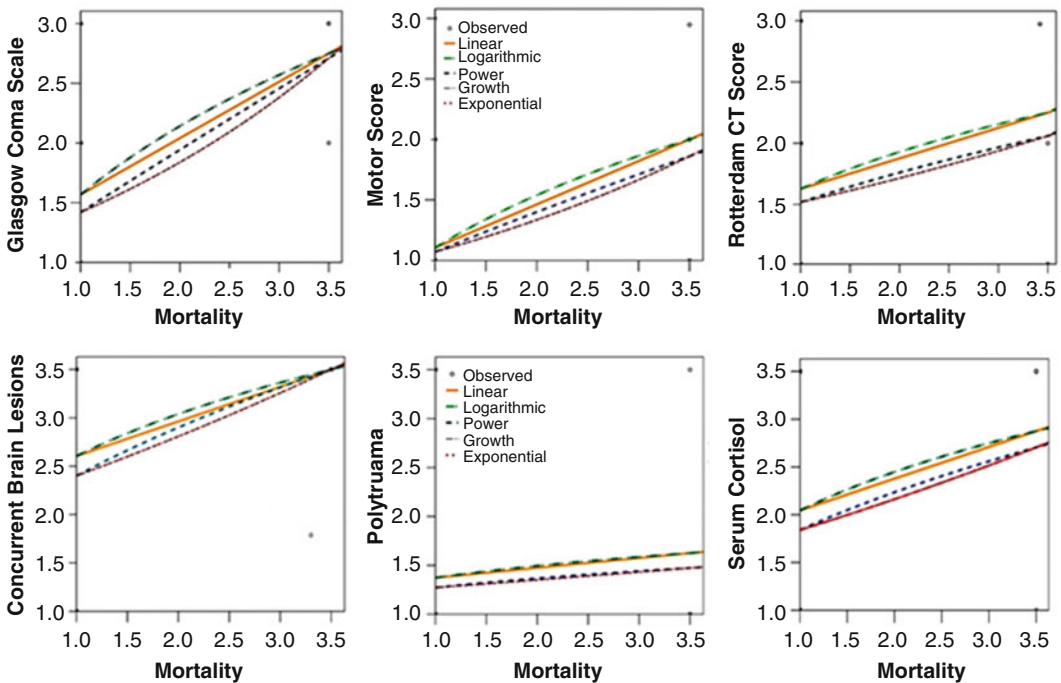 Glasgow Coma Scale
3.0
2.5
2.0
1.5
1.0
1.0 1.5 2.0 2.5 3.0 3.5
Mortality
Motor Score
3.0
2.5
2.0
1.5
1.0
Observed
Linear
Logarithmic
Power
Growth
Exponential
1.0 1.5 2.0 2.5 3.0 3.5
Mortality
Rotterdam CT Score
3.0
2.5
2.0
1.5
1.0
1.0 1.5 2.0 2.5 3.0 3.5
Mortality
Concurrent Brain Lesions
3.5
3.0
2.5
2.0
1.5
1.0
1.0 1.5 2.0 2.5 3.0 3.5
Mortality
Polytruama
3.5
3.0
2.5
2.0
1.5
1.0
Observed
Linear
Logarithmic
Power
Growth
Exponential
1.0 1.5 2.0 2.5 3.0 3.5
Mortality
Serum Cortisol
3.5
3.0
2.5
2.0
1.5
1.0
1.0 1.5 2.0 2.5 3.0 3.5
Mortality